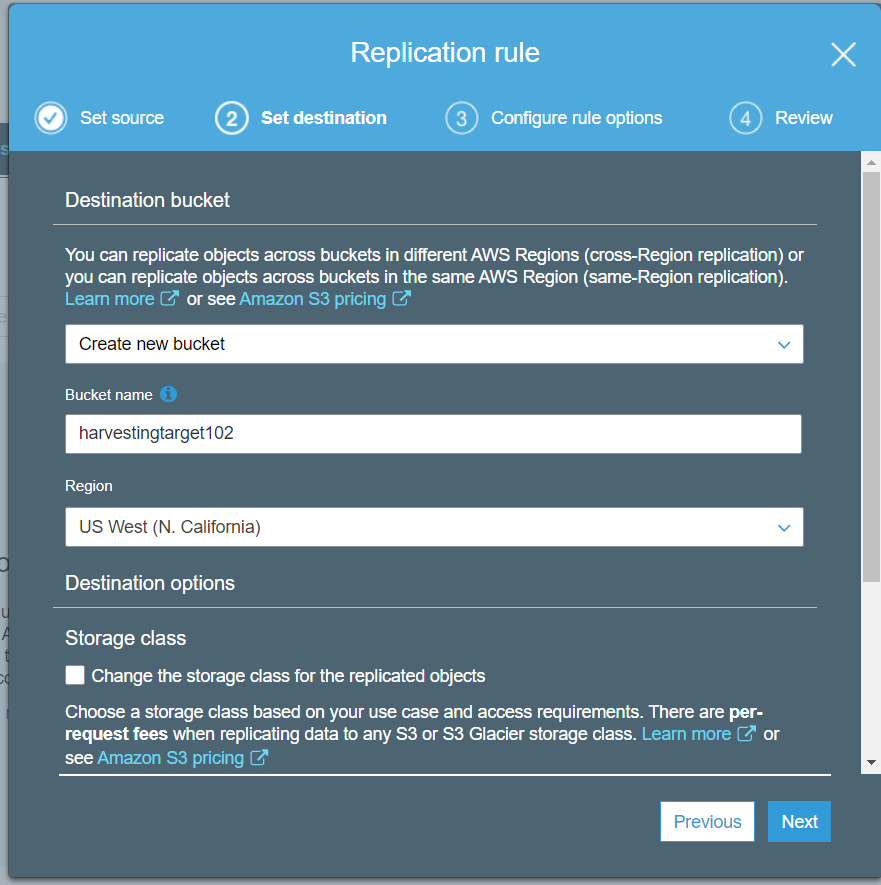 Replication rule
Set source
2 Set destination
3 Configure rule options
4 Review
Destination bucket
You can replicate objects across buckets in different AWS Regions (cross-Region replication) or
you can replicate objects across buckets in the same AWS Region (same-Region replication).
Learn more or see Amazon S3 pricing
Create new bucket
Bucket name
harvestingtarget102
Region
US West (N. California)
Destination options
Storage class
Change the storage class for the replicated objects
Choose a storage class based on your use case and access requirements. There are per-
request fees when replicating data to any S3 or S3 Glacier storage class. Learn more or
see Amazon S3 pricing
Previous
Next